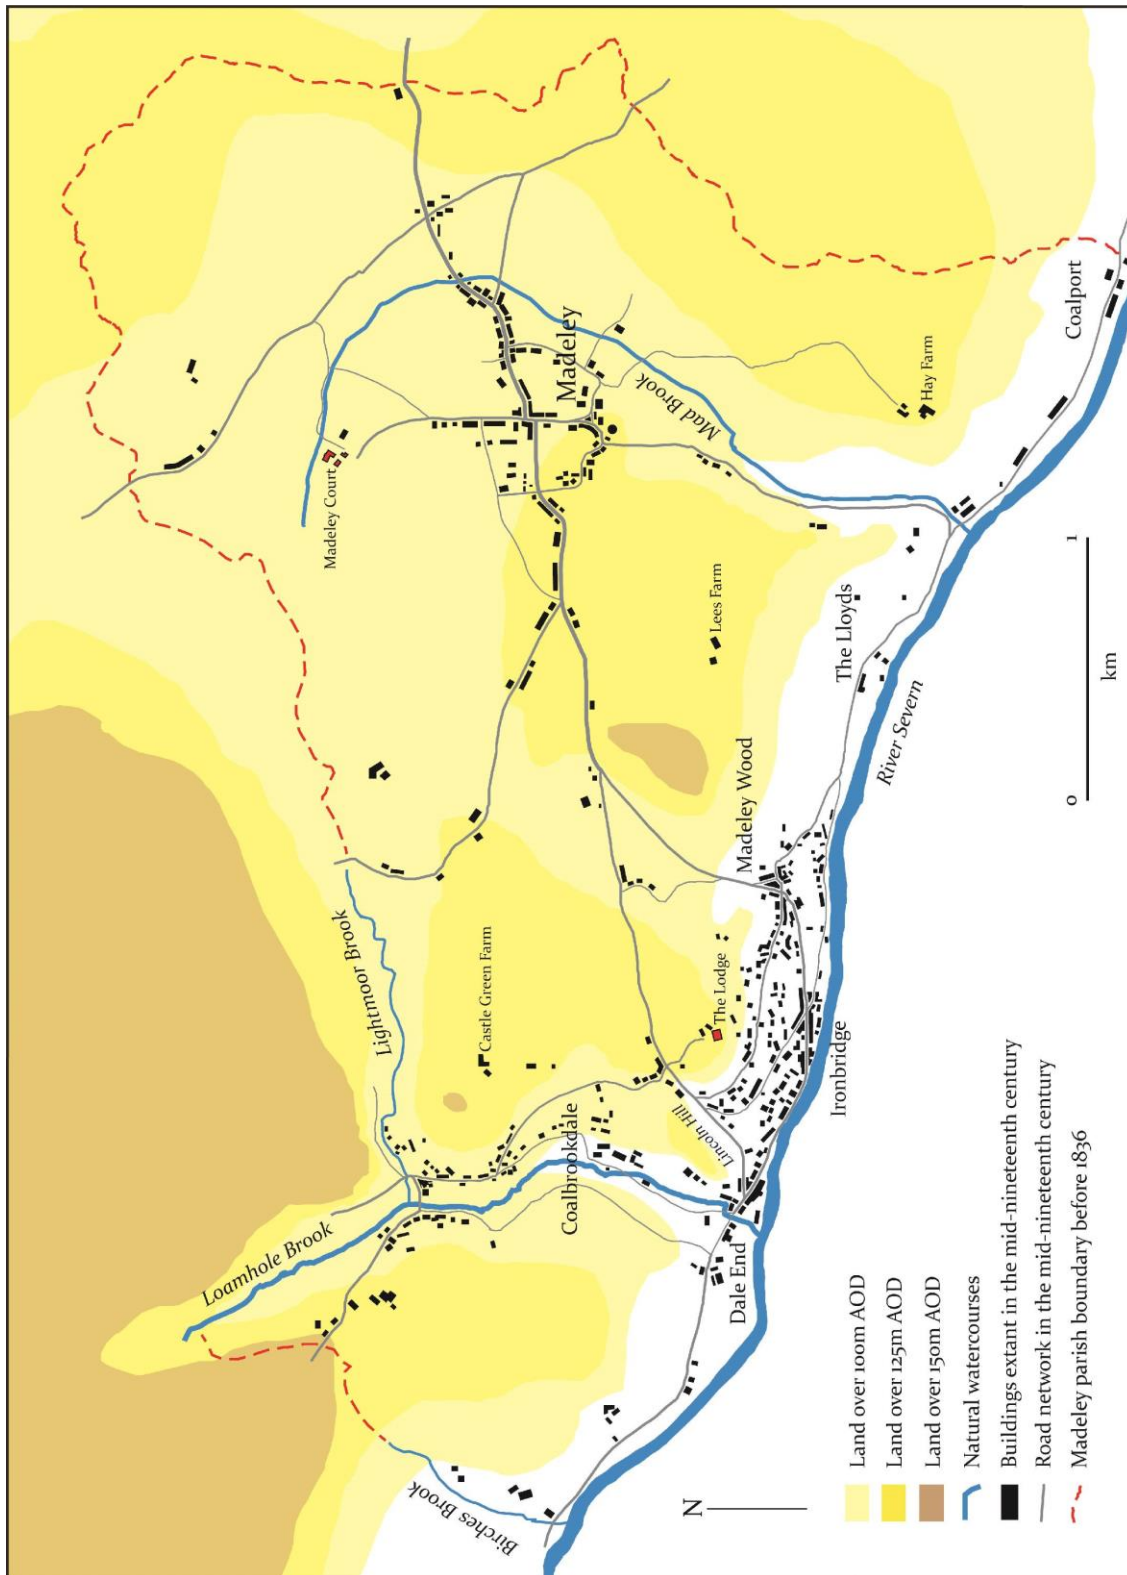 Loamhole Brook
Lightmoor Brook
Birches Brook
Castle Green Farm
Coalbrookdale
Dale End
Lincoln Hill
The Lodge
Ironbridge
Madeley Wood
Madeley Court
Madeley
Mad Brook
Lees Farm
The Lloyds
Hay Farm
River Severn
Coalport
N
Land over 100m AOD
Land over 125m AOD
Land over 150m AOD
Natural watercourses
Buildings extant in the mid-nineteenth century
Road network in the mid-nineteenth century
Madeley parish boundary before 1836
0 1
km